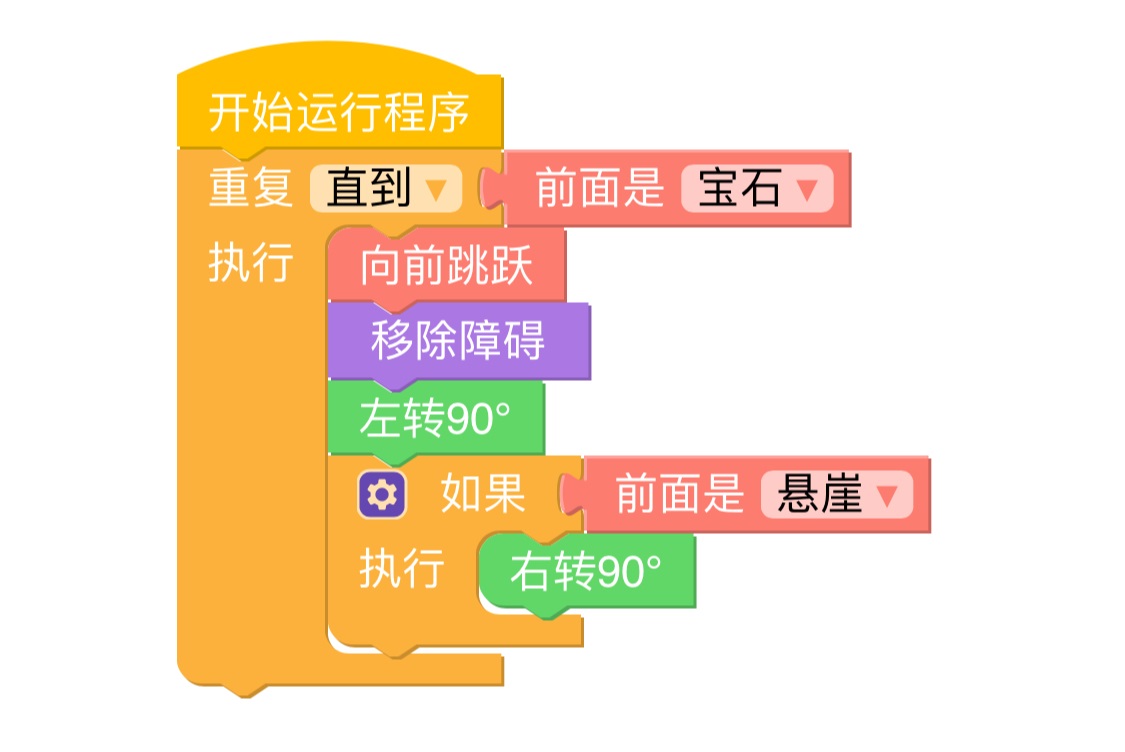 开始运行程序
重复 直到 前面是 宝石
执行 向前跳跃
移除障碍
左转90°
如果 前面是 悬崖
执行 右转90°